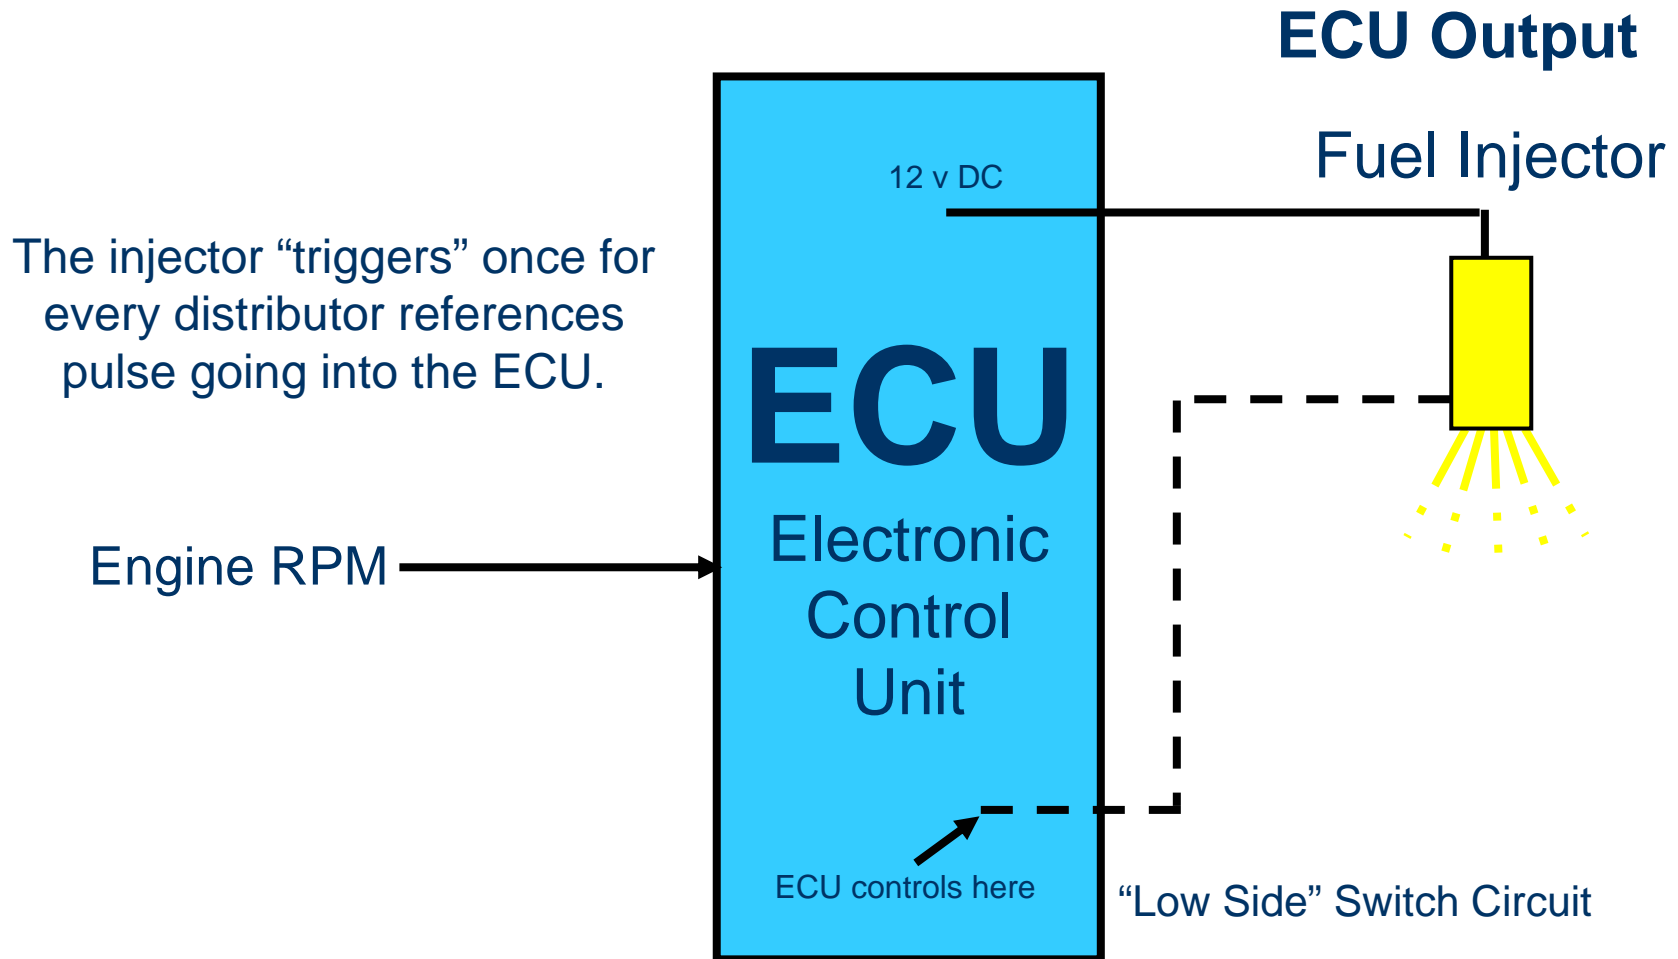 ECU Output
Fuel Injector
12 v DC
The injector “triggers” once for
every distributor references
pulse going into the ECU.
ECU
Electronic
Control
Unit
Engine RPM
ECU controls here
“Low Side” Switch Circuit